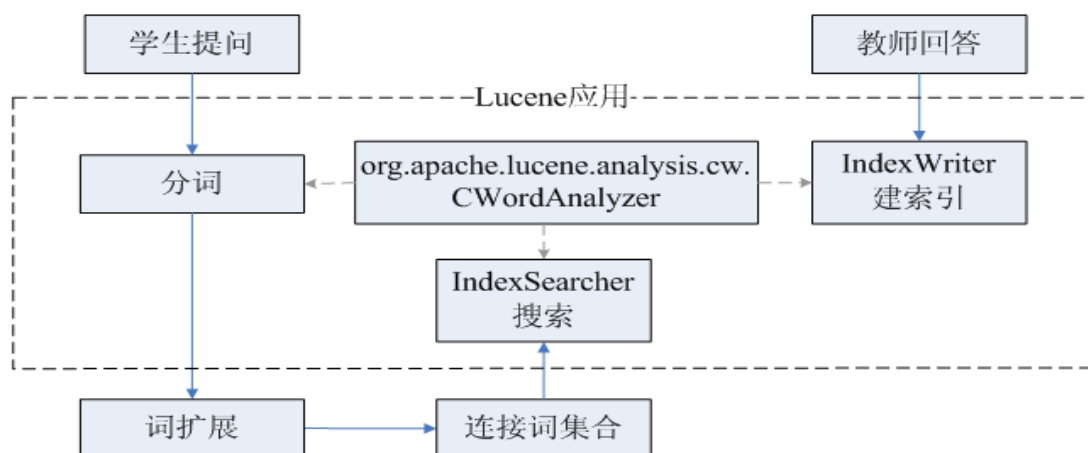 学生提问
教师回答
Lucene应用
分词
org.apache.lucene.analysis.cw.
CWordAnalyzer
IndexWriter
建索引
IndexSearcher
搜索
词扩展
连接词集合